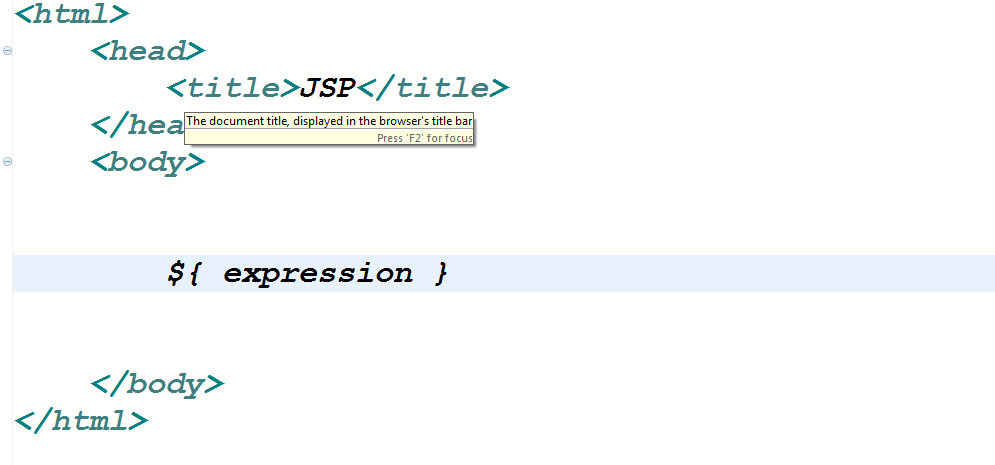 <html>
<head>
<title>JSP</title>
</hea
The document title, displayed in the browser's title bar
Press 'F2' for focus
<body>
${ expression }
</body>
</html>